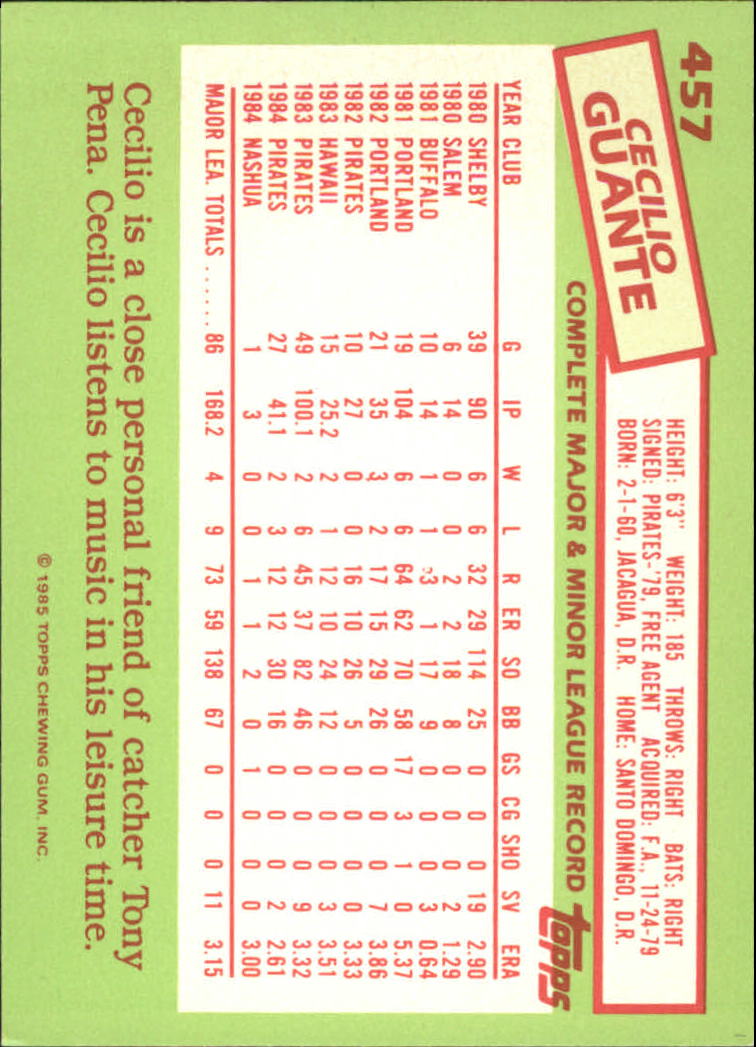 457
CECILIO
GUANTE
HEIGHT: 6'3" WEIGHT: 185 THROWS: RIGHT BATS: RIGHT
SIGNED: PIRATES-'79, FREE AGENT ACQUIRED: F.A., 11-24-79
BORN: 2-1-60, JACAGUA, D.R. HOME: SANTO DOMINGO, D.R.
COMPLETE MAJOR & MINOR LEAGUE RECORD topps
YEAR CLUB G IP W L R ER SO BB GS CG SHO SV ERA
1980 SHELBY 39 90 6 6 32 29 114 25 0 0 0 19 2.90
1980 SALEM 6 14 0 0 2 2 18 8 0 0 0 2 1.29
1981 BUFFALO 10 14 1 1 3 1 17 9 0 0 0 3 0.64
1981 PORTLAND 19 104 6 6 64 62 70 58 17 3 1 0 5.37
1982 PORTLAND 21 35 3 2 17 15 29 26 0 0 0 7 3.86
1982 PIRATES 10 27 0 0 16 10 26 5 0 0 0 0 3.33
1983 HAWAII 15 25.2 2 1 12 10 24 12 0 0 0 3 3.51
1983 PIRATES 49 100.1 2 6 45 37 82 46 0 0 0 9 3.32
1984 PIRATES 27 41.1 2 3 12 12 30 16 0 0 0 2 2.61
1984 NASHUA 1 3 0 0 1 1 2 0 1 0 0 0 3.00
MAJOR LEA. TOTALS ...... 86 168.2 4 9 73 59 138 67 0 0 0 11 3.15
Cecilio is a close personal friend of catcher Tony
Pena. Cecilio listens to music in his leisure time.
© 1985 TOPPS CHEWING GUM, INC.